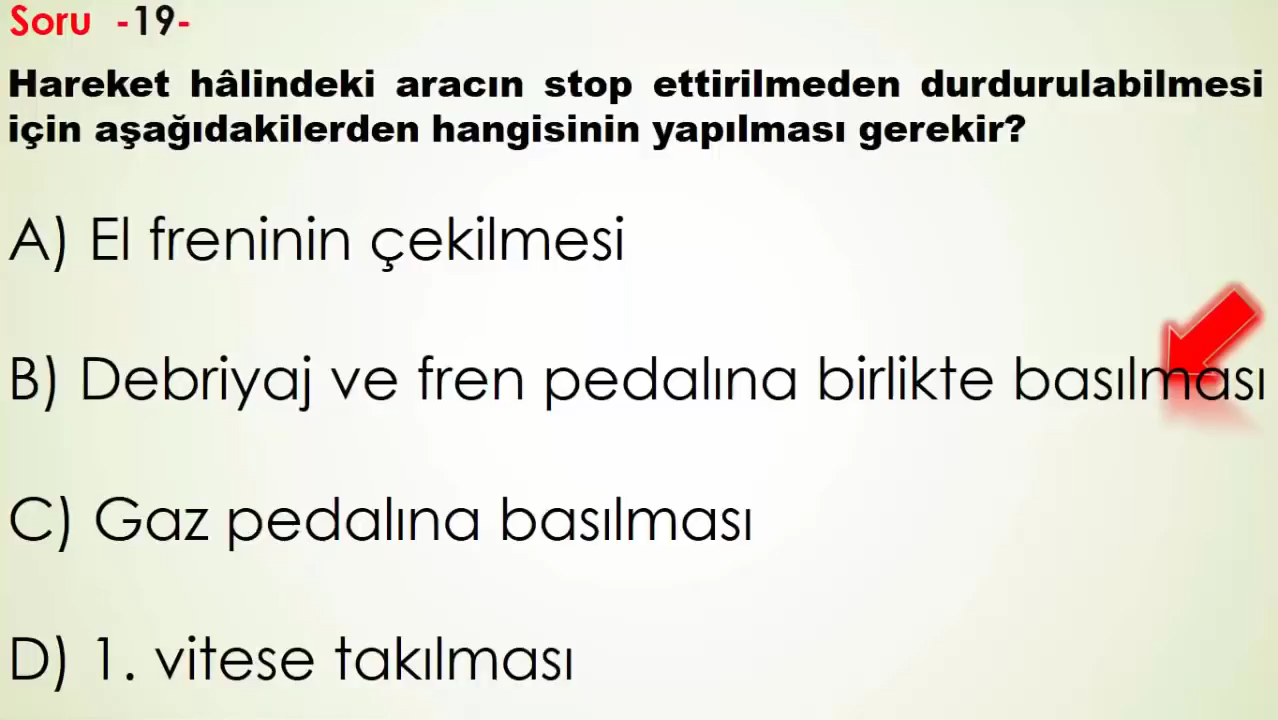 Soru -19-
Hareket hâlindeki aracın stop ettirilmeden durdurulabilmesi
için aşağıdakilerden hangisinin yapılması gerekir?
A) El freninin çekilmesi
B) Debriyaj ve fren pedalına birlikte basılması
C) Gaz pedalına basılması
D) 1. vitese takılması